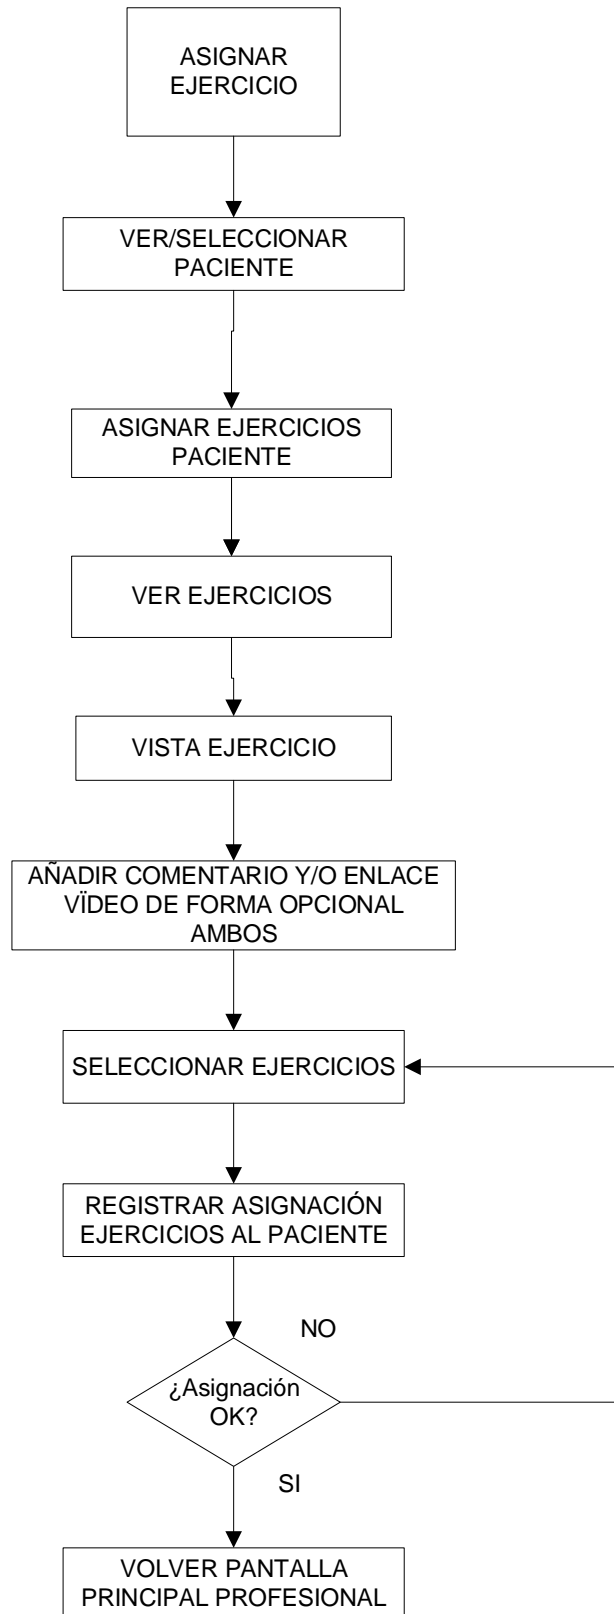 ASIGNAR
EJERCICIO
VER/SELECCIONAR
PACIENTE
ASIGNAR EJERCICIOS
PACIENTE
VER EJERCICIOS
VISTA EJERCICIO
AÑADIR COMENTARIO Y/O ENLACE
VÏDEO DE FORMA OPCIONAL
AMBOS
SELECCIONAR EJERCICIOS
REGISTRAR ASIGNACIÓN
EJERCICIOS AL PACIENTE
NO
¿Asignación
OK?
SI
VOLVER PANTALLA
PRINCIPAL PROFESIONAL